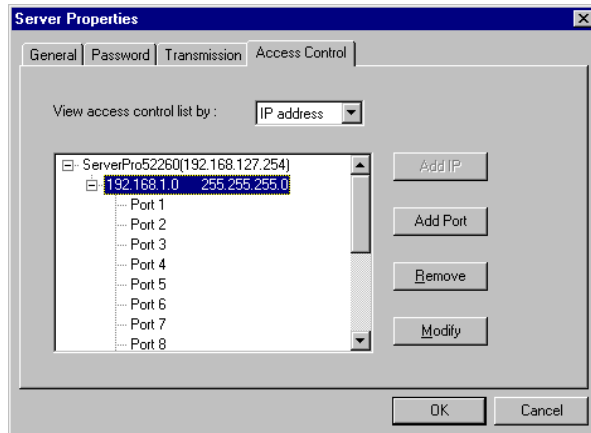 Server Properties
General Password Transmission Access Control
View access control list by : IP address
ServerPro52260(192.168.127.254)
192.168.1.0 255.255.255.0
Port 1
Port 2
Port 3
Port 4
Port 5
Port 6
Port 7
Port 8
Add IP
Add Port
Remove
Modify
OK Cancel